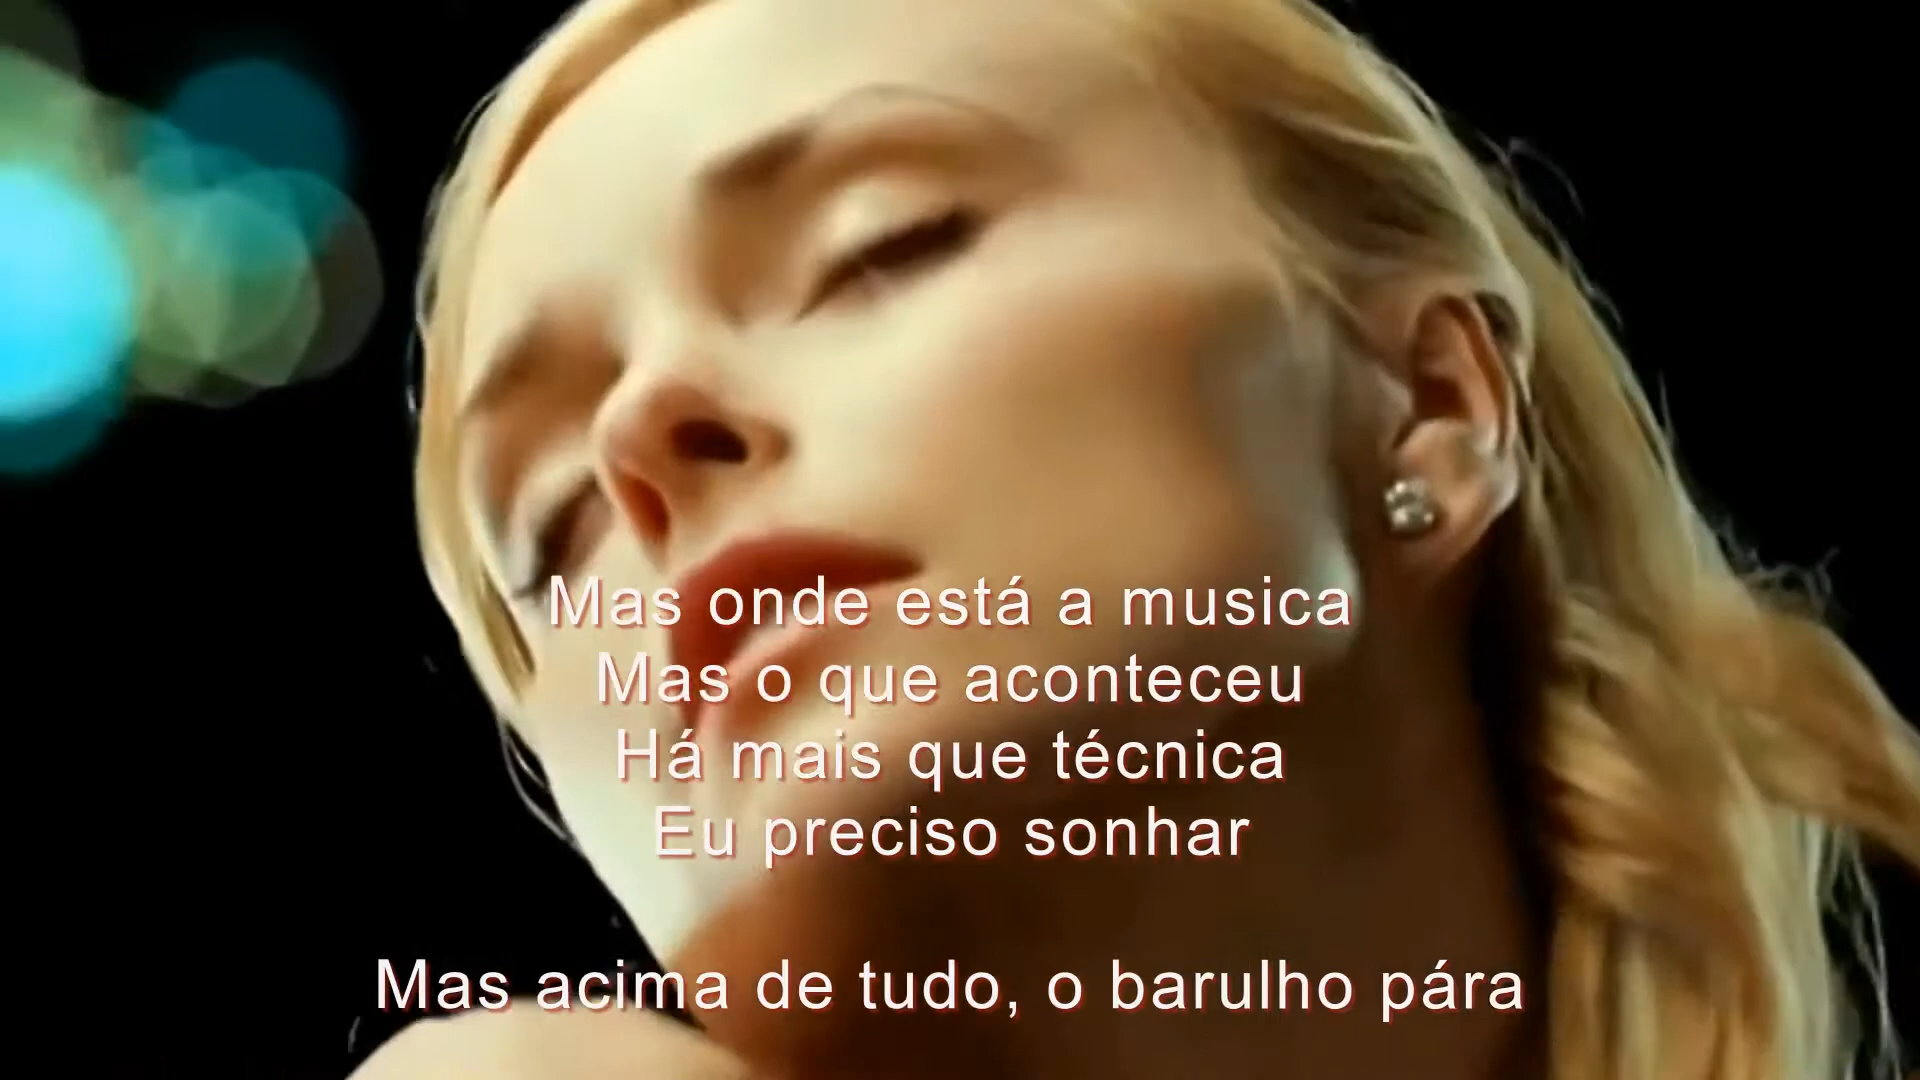 Mas onde está a musica
Mas o que aconteceu
Há mais que técnica
Eu preciso sonhar
Mas acima de tudo, o barulho pára